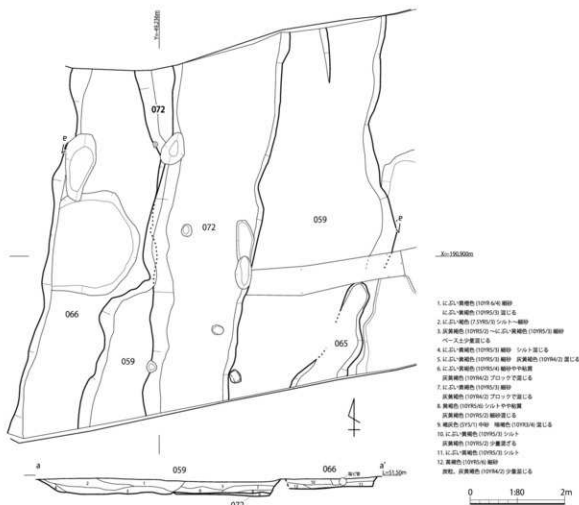 Y=-49,236m
072
e
072
059
e'
X=-190,900m
066
059
065
1. にぶい黄橙色 (10YR 6/4) 細砂
にぶい黄褐色 (10YR5/3) 混じる
2. にぶい褐色 (7.5YR5/3) シルト~細砂
3. 灰黄褐色 (10YR5/2) ~にぶい黄褐色 (10YR5/3) 細砂
ベース土少量混じる
4. にぶい黄褐色 (10YR5/3) 細砂 シルト混じる
5. にぶい黄褐色 (10YR5/3) 細砂 灰黄褐色 (10YR4/2) 混じる
6. にぶい黄褐色 (10YR5/4) 細砂やや粘質
灰黄褐色 (10YR4/2) ブロックで混じる
7. にぶい黄褐色 (10YR5/3) 細砂
灰黄褐色 (10YR4/2) ブロックで混じる
8. 黄褐色 (10YR5/6) シルトやや粘質
灰黄褐色 (10YR5/2) 細砂混じる
9. 褐灰色 (5Y5/1) 中砂 暗褐色 (10YR3/4) 混じる
10. にぶい黄褐色 (10YR5/3) シルト
灰黄褐色 (10YR5/2) 少量混ざる
11. にぶい黄褐色 (10YR5/3) シルト
12. 黄褐色 (10YR5/6) 細砂
炭粒、灰黄褐色 (10YR4/2) 少量混じる
a
059
066
a'
L=51.50m
072
0
1:80
2m